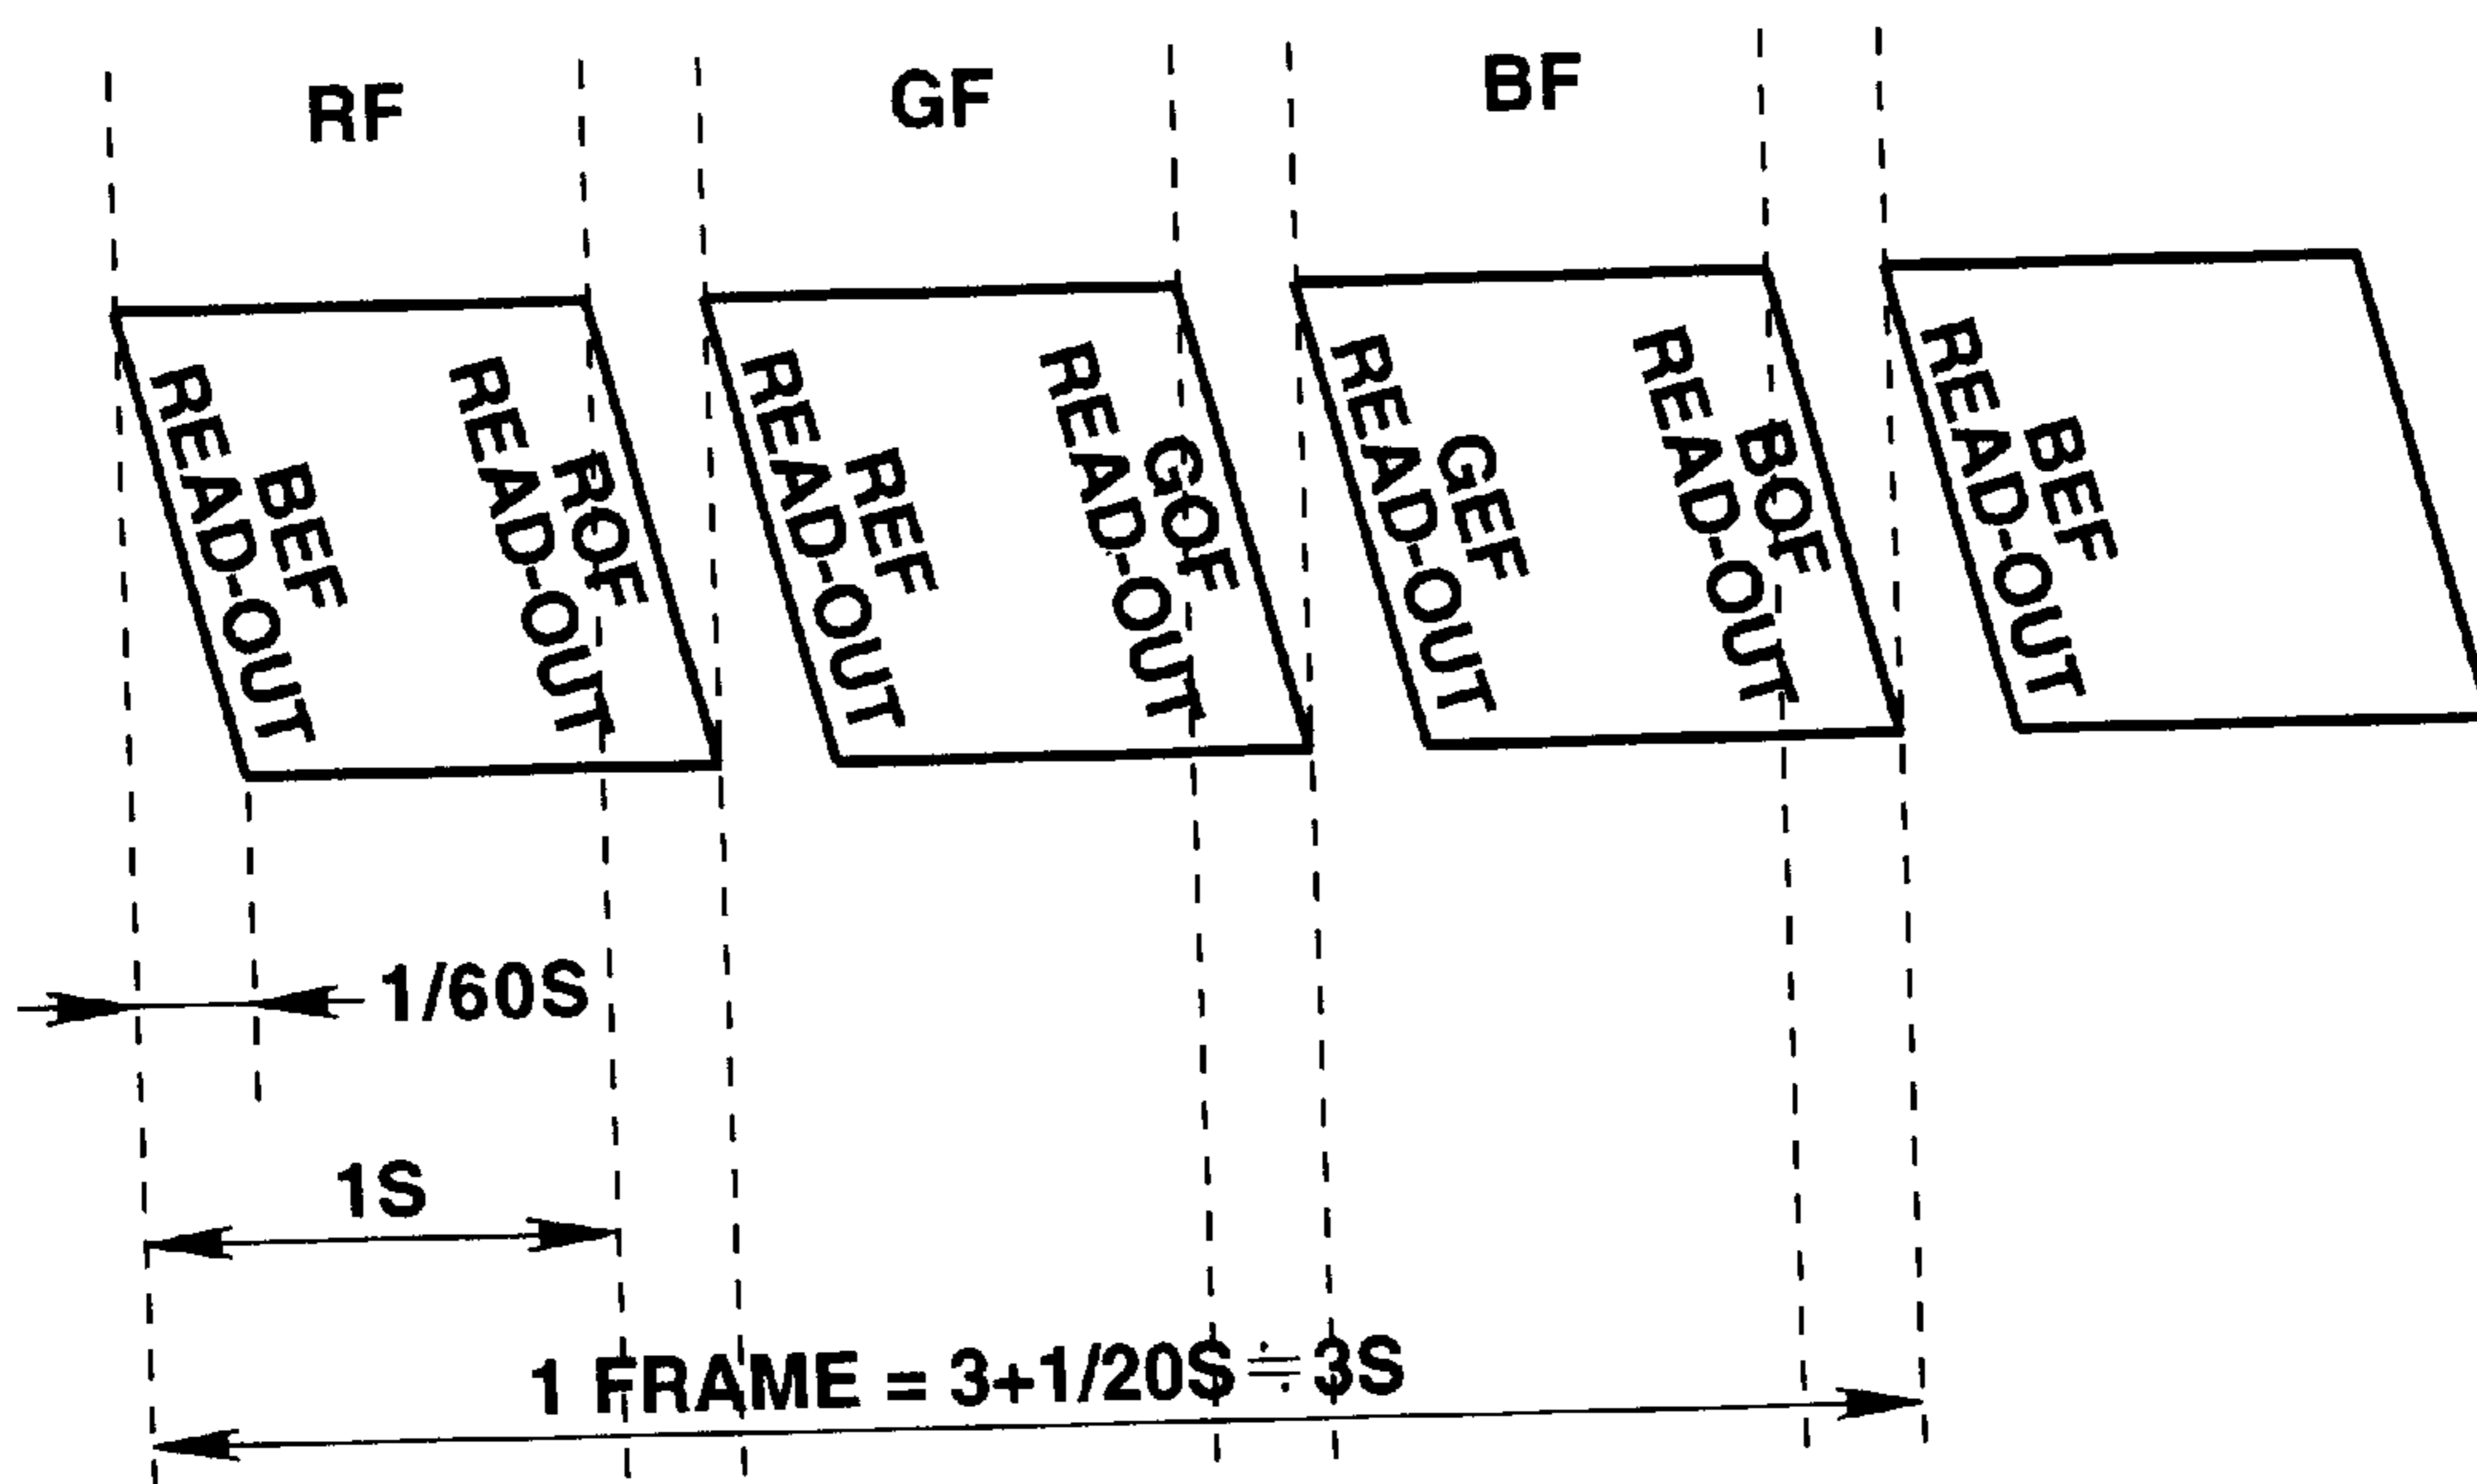 RF
GF
BF
BEF
READ-OUT
ROF
READ-OUT
REF
READ-OUT
GOF
READ-OUT
GEF
READ-OUT
BOF
READ-OUT
BEF
READ-OUT
1/60S
1S
1 FRAME = 3+1/20S≒3S